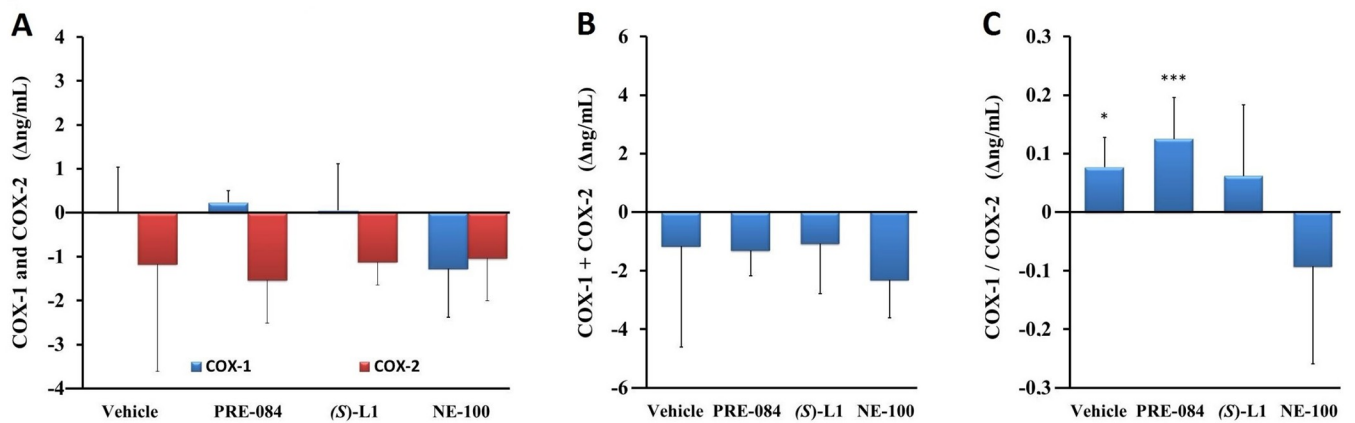 A
COX-1 and COX-2 (Δng/mL)
4
3
2
1
0
-1
-2
-3
-4
COX-1
COX-2
Vehicle
PRE-084
(S)-L1
NE-100
B
COX-1 + COX-2 (Δng/mL)
6
4
2
0
-2
-4
-6
Vehicle
PRE-084
(S)-L1
NE-100
C
COX-1 / COX-2 (Δng/mL)
0.3
0.2
0.1
0
-0.1
-0.2
-0.3
*
***
Vehicle
PRE-084
(S)-L1
NE-100